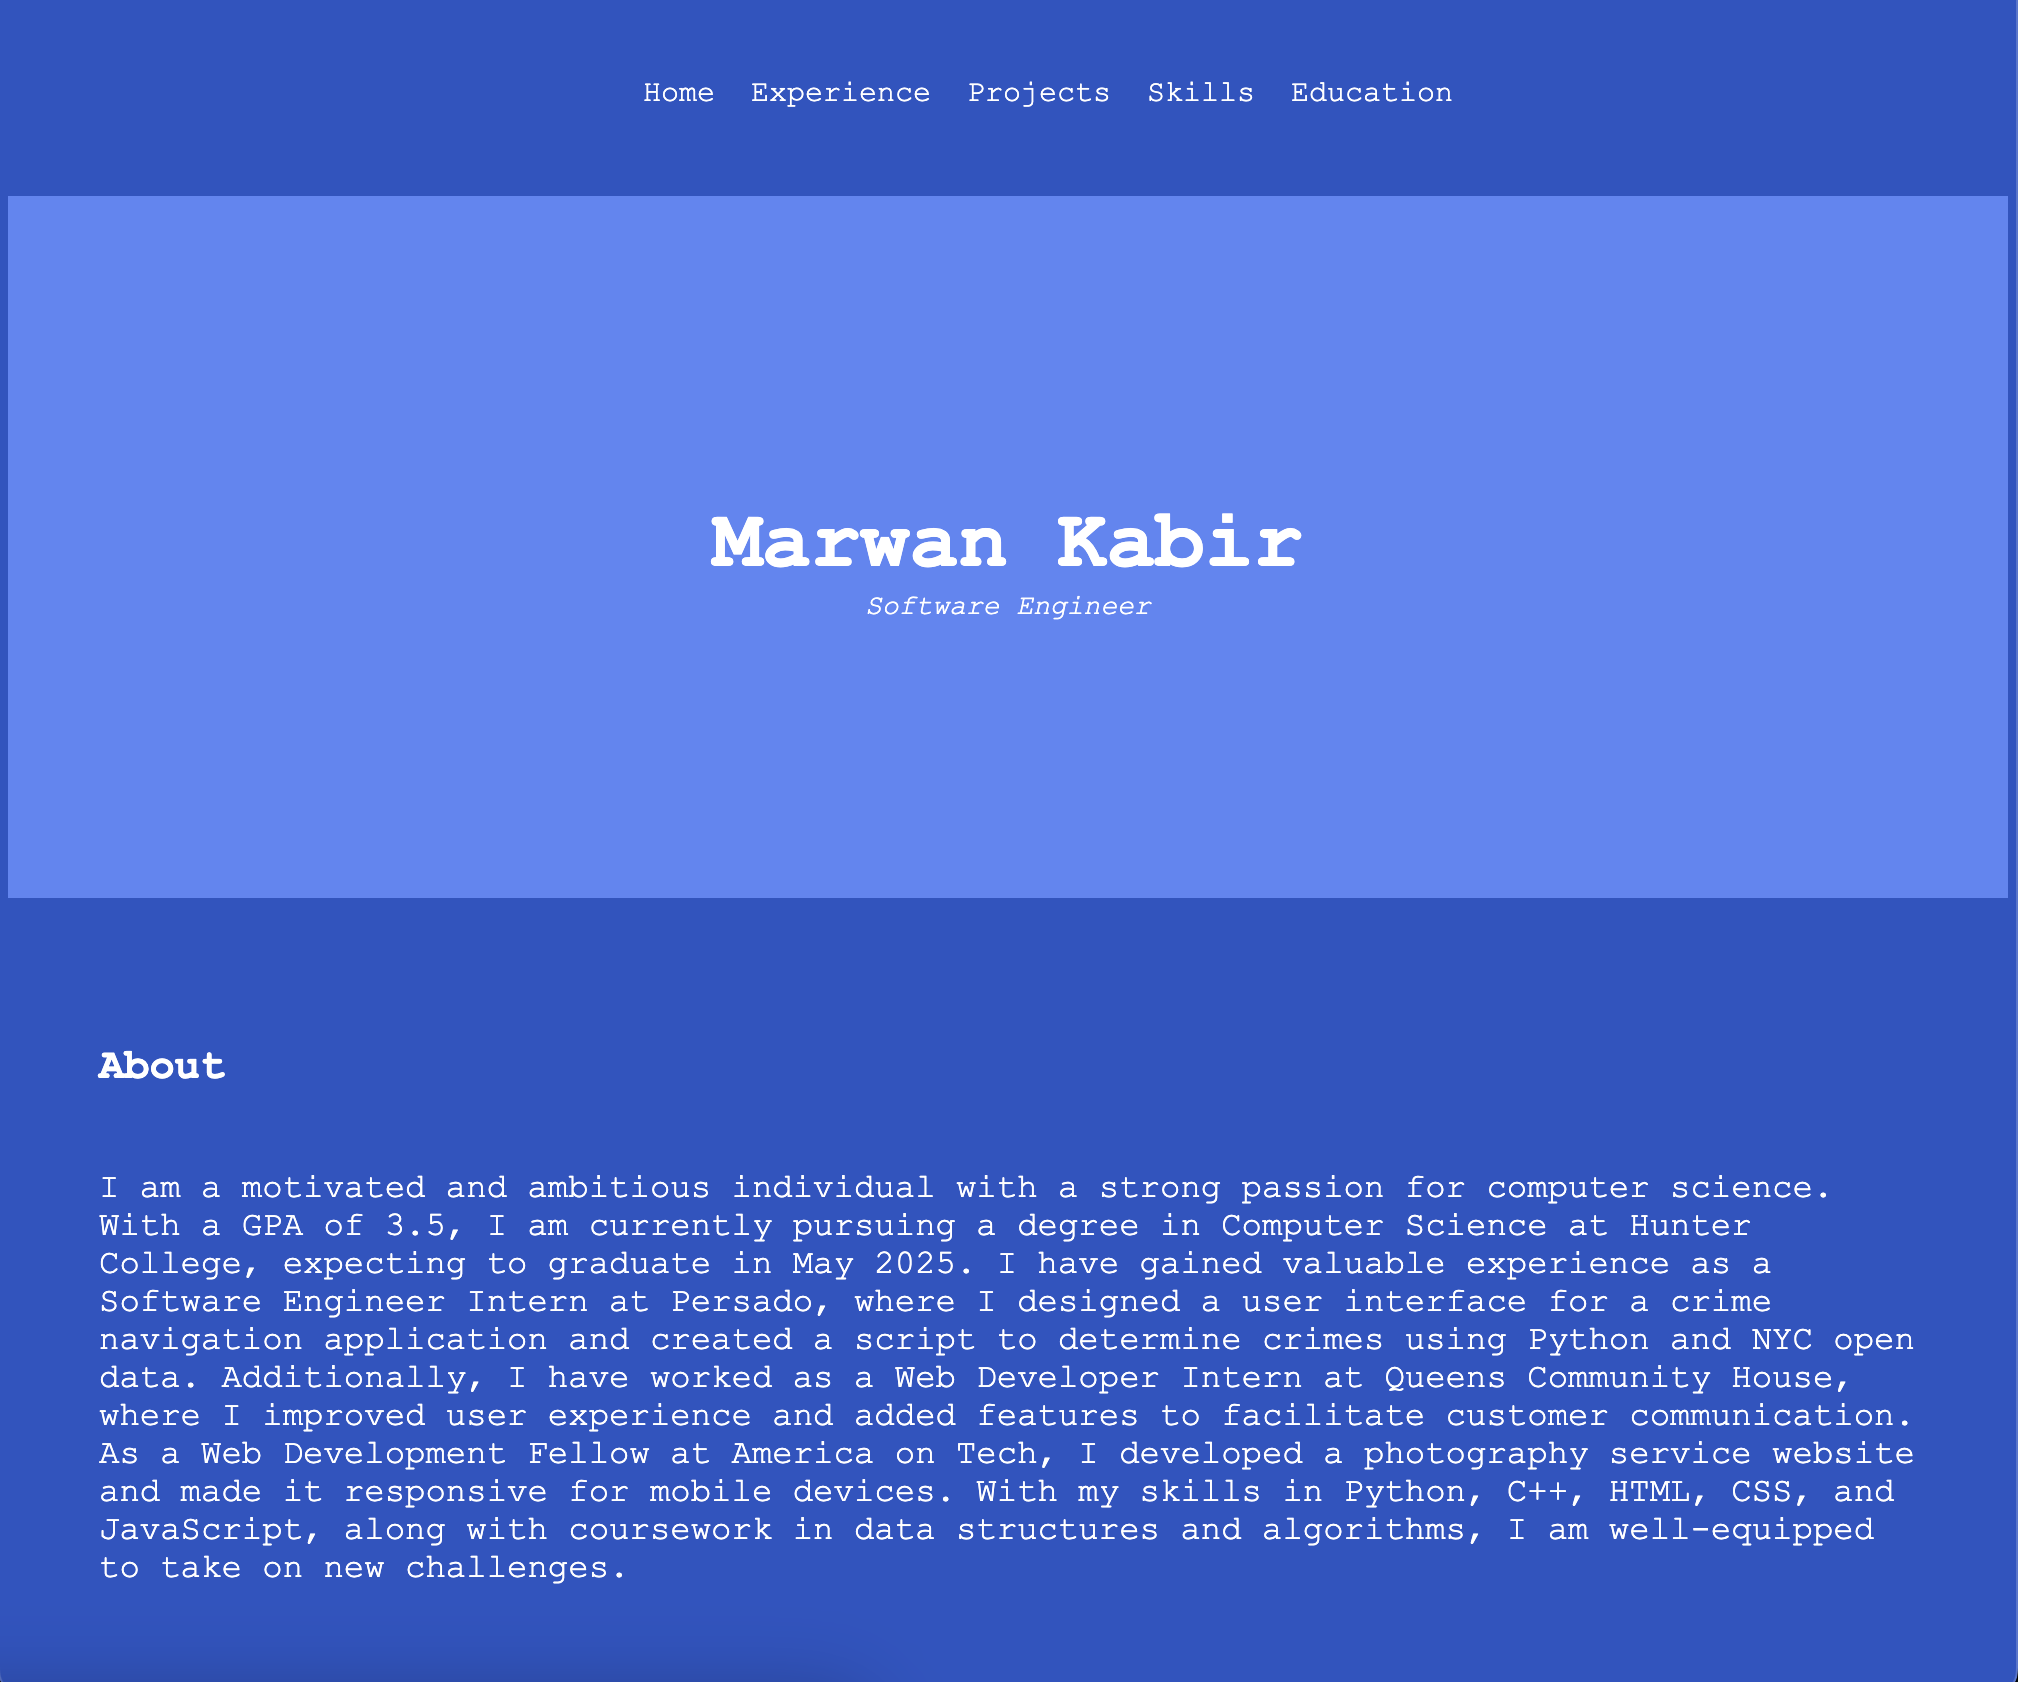 Home Experience Projects Skills Education
Marwan Kabir
Software Engineer
About
I am a motivated and ambitious individual with a strong passion for computer science.
With a GPA of 3.5, I am currently pursuing a degree in Computer Science at Hunter
College, expecting to graduate in May 2025. I have gained valuable experience as a
Software Engineer Intern at Persado, where I designed a user interface for a crime
navigation application and created a script to determine crimes using Python and NYC open
data. Additionally, I have worked as a Web Developer Intern at Queens Community House,
where I improved user experience and added features to facilitate customer communication.
As a Web Development Fellow at America on Tech, I developed a photography service website
and made it responsive for mobile devices. With my skills in Python, C++, HTML, CSS, and
JavaScript, along with coursework in data structures and algorithms, I am well-equipped
to take on new challenges.